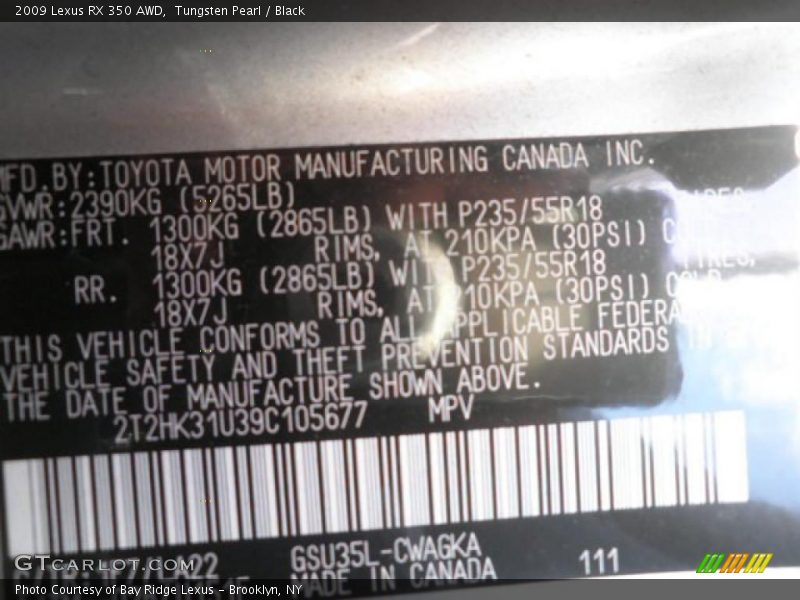 2009 Lexus RX 350 AWD,  Tungsten Pearl / Black
MFD.BY:TOYOTA MOTOR MANUFACTURING CANADA INC.
GVWR:2390KG (5265LB)
GAWR:FRT. 1300KG (2865LB) WITH P235/55R18
18X7J RIMS, AT 210KPA (30PSI)
RR. 1300KG (2865LB) WITH P235/55R18 TIRES,
18X7J RIMS, AT 210KPA (30PSI) COLD
THIS VEHICLE CONFORMS TO ALL APPLICABLE FEDERAL
VEHICLE SAFETY AND THEFT PREVENTION STANDARDS IN
THE DATE OF MANUFACTURE SHOWN ABOVE.
2T2HK31U39C105677 MPV
GSU35L-CWAGKA 111
MADE IN CANADA
GTcarlot.com
Photo Courtesy of Bay Ridge Lexus - Brooklyn, NY